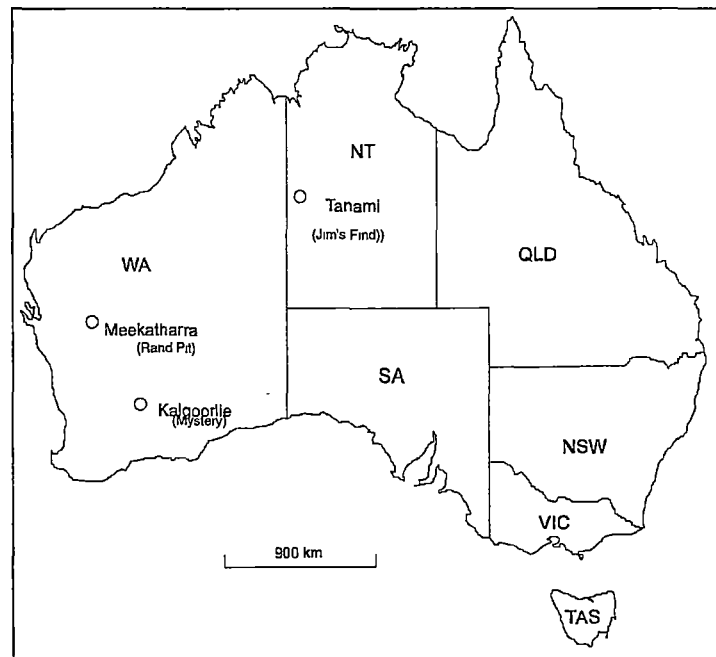 NT
Tanami
(Jim's Find))
QLD
WA
Meekatharra
(Rand Pit)
SA
Kalgoorlie
(Mystery)
NSW
VIC
900 km
TAS